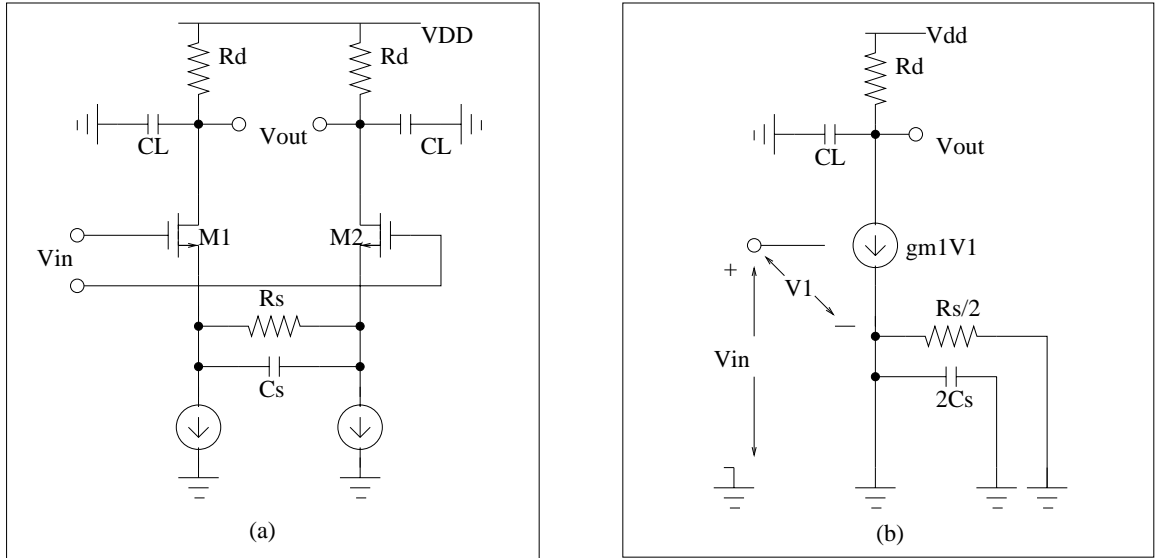 VDD
Rd
Rd
Vout
CL
CL
M1
M2
Vin
Rs
Cs
(a)
Vdd
Rd
CL
Vout
gm1V1
+
V1
—
Rs/2
Vin
2Cs
(b)